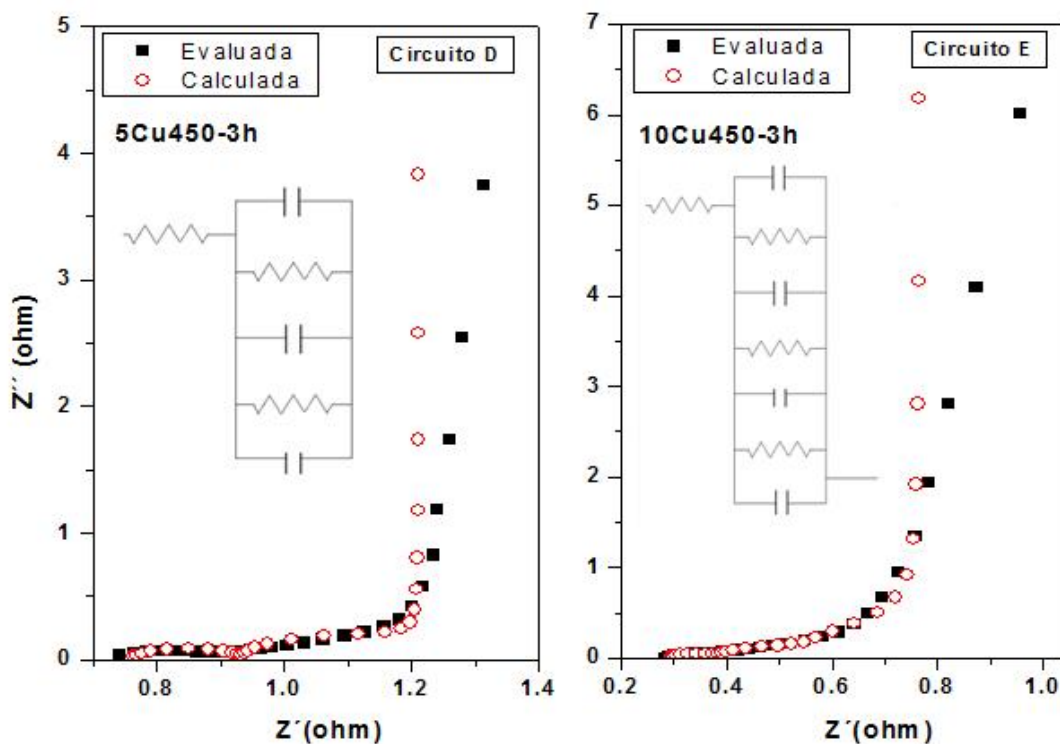 Evaluada
Calculada
Circuito D
5Cu450-3h
5
4
3
2
1
0
0.8
1.0
1.2
1.4
Z´´ (ohm)
Z´(ohm)
Evaluada
Calculada
Circuito E
10Cu450-3h
7
6
5
4
3
2
1
0
0.2
0.4
0.6
0.8
1.0
Z´(ohm)